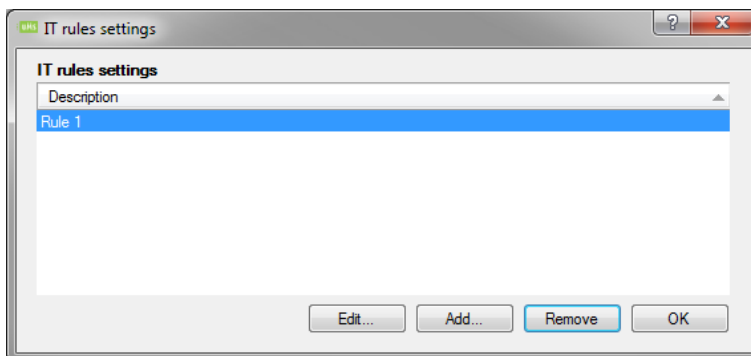 IT rules settings
?
X
IT rules settings
Description
Rule 1
Edit...
Add...
Remove
OK